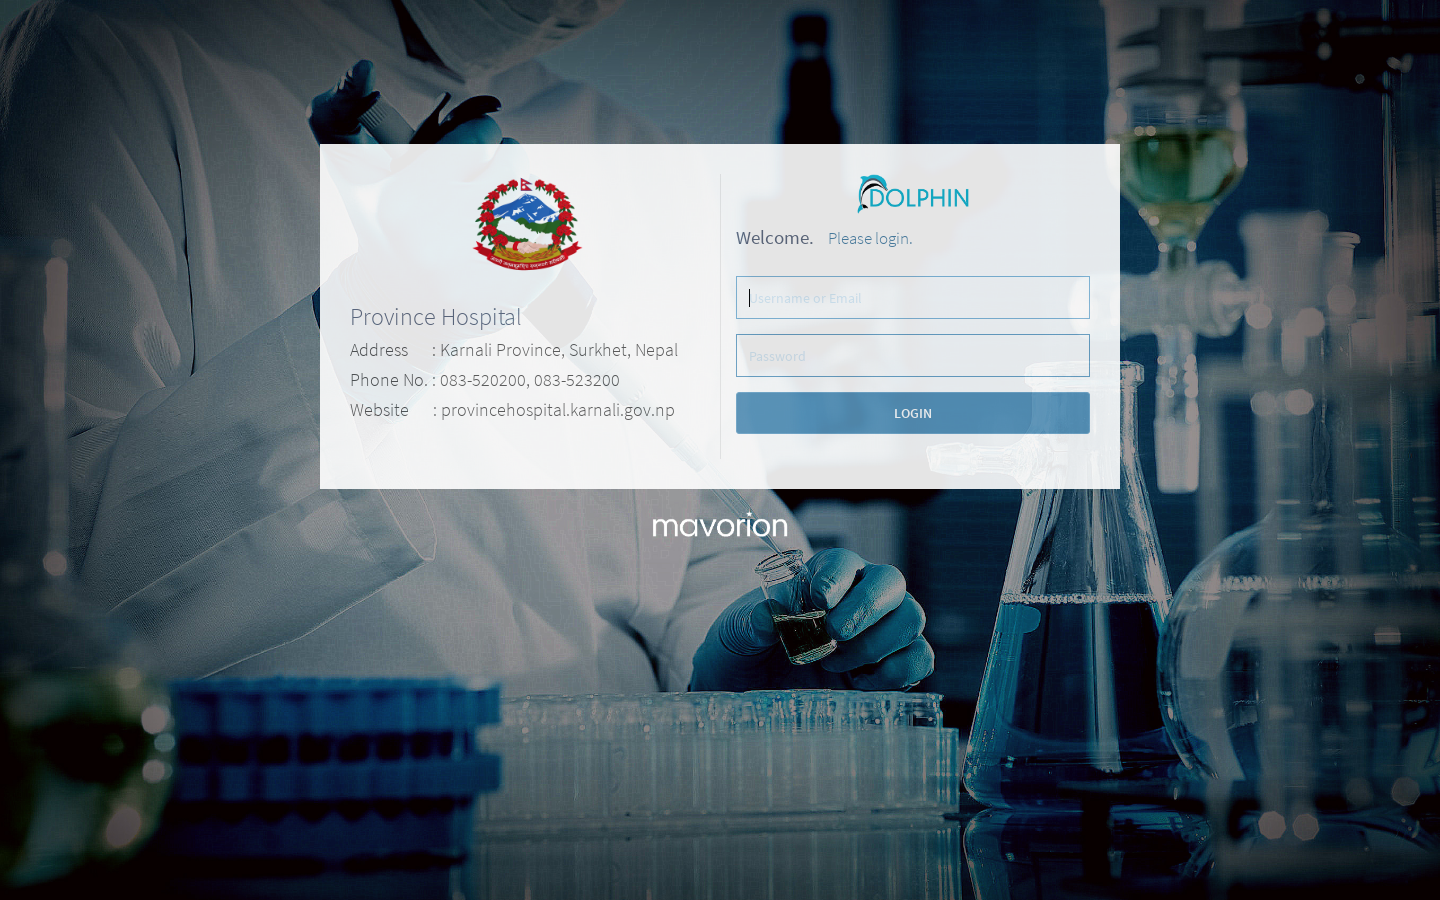 Province Hospital
Address : Karnali Province, Surkhet, Nepal
Phone No. : 083-520200, 083-523200
Website : provincehospital.karnali.gov.np
DOLPHIN
Welcome. Please login.
Username or Email
Password
LOGIN
mavorion